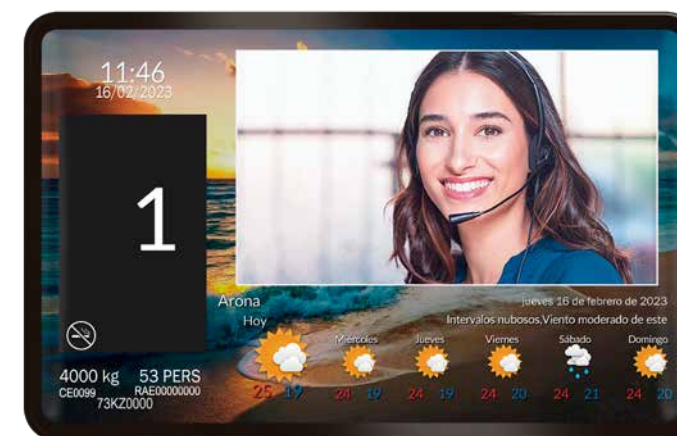 11:46
16/02/2023
1
4000 kg 53 PERS
CE0099 RAE00000000
73KZ0000
Arona
jueves 16 de febrero de 2023
Hoy
Intervalos nubosos,Viento moderado de este
Miércoles Jueves Viernes Sábado Domingo
25 19 24 19 24 19 24 20 24 21 24 20